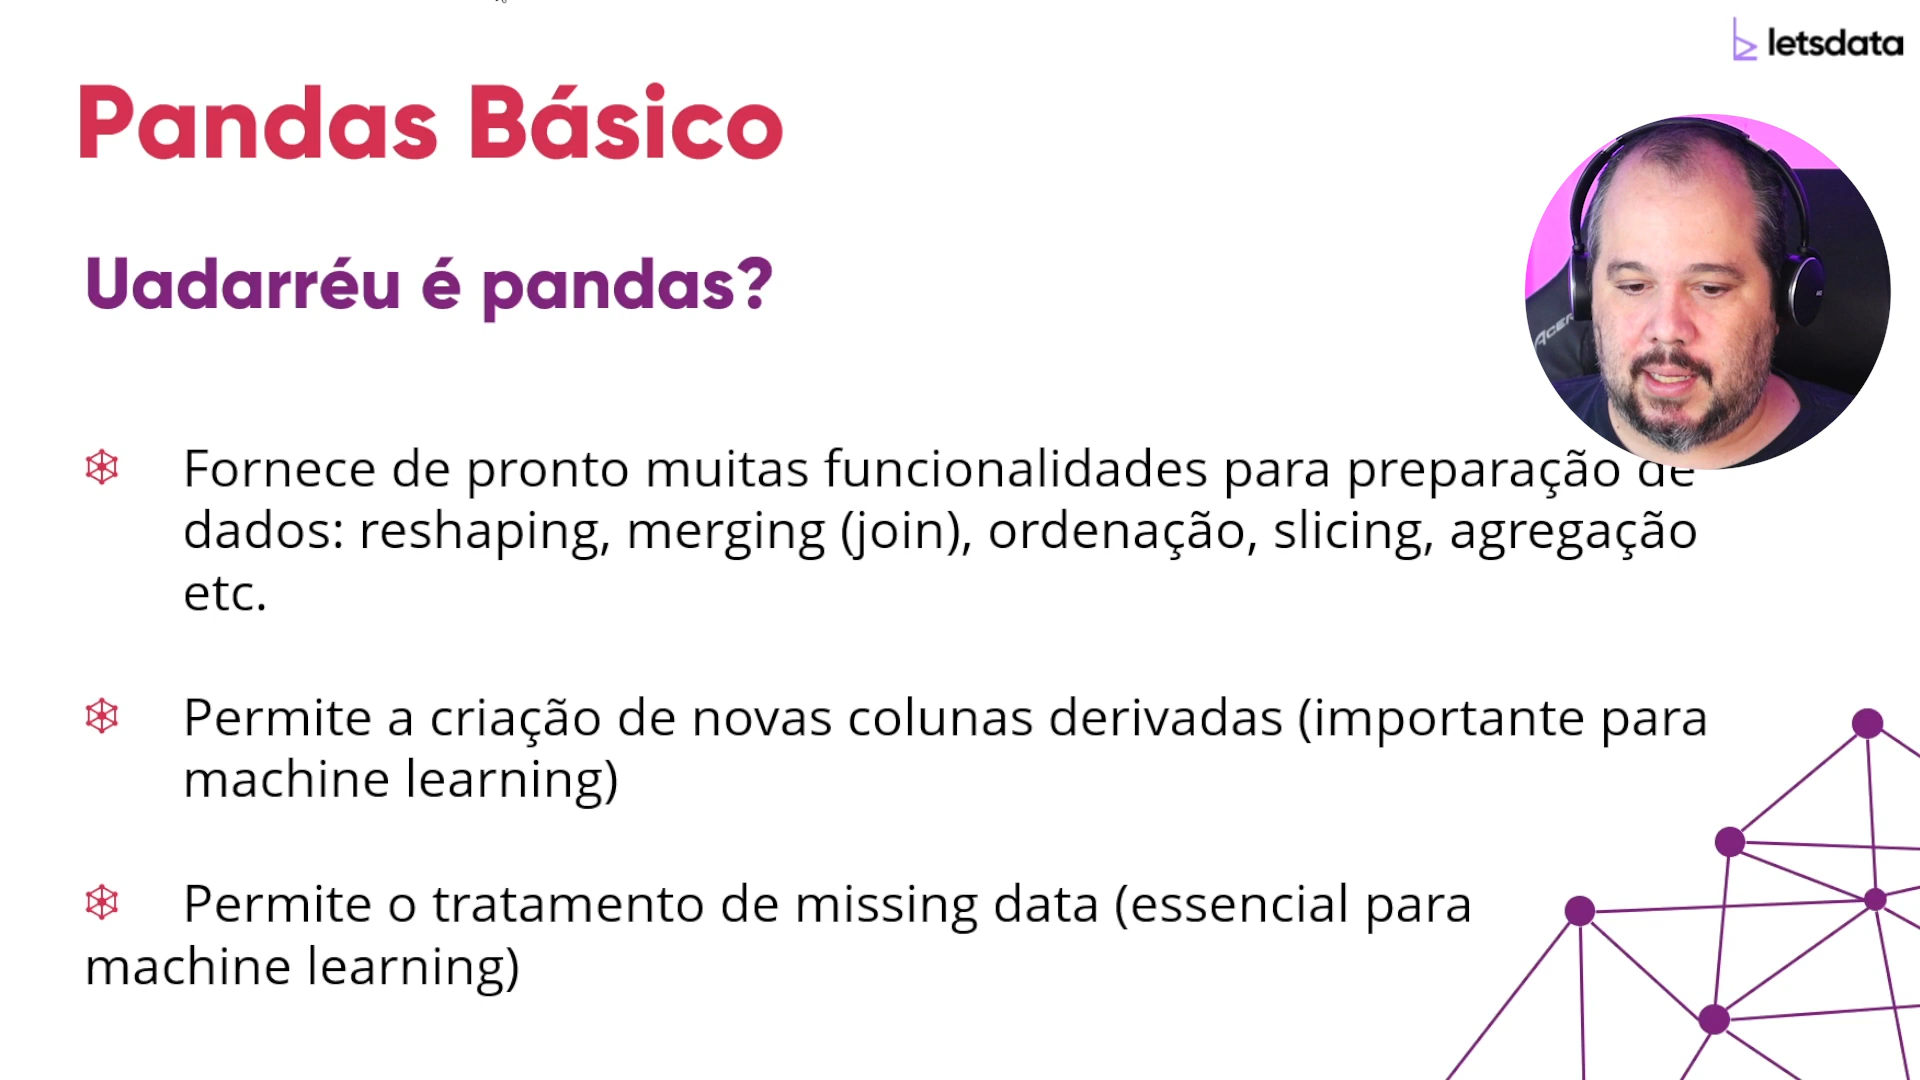 letsdata
Pandas Básico
Uadarréu é pandas?
Fornece de pronto muitas funcionalidades para preparação de
dados: reshaping, merging (join), ordenação, slicing, agregação
etc.
Permite a criação de novas colunas derivadas (importante para
machine learning)
Permite o tratamento de missing data (essencial para
machine learning)